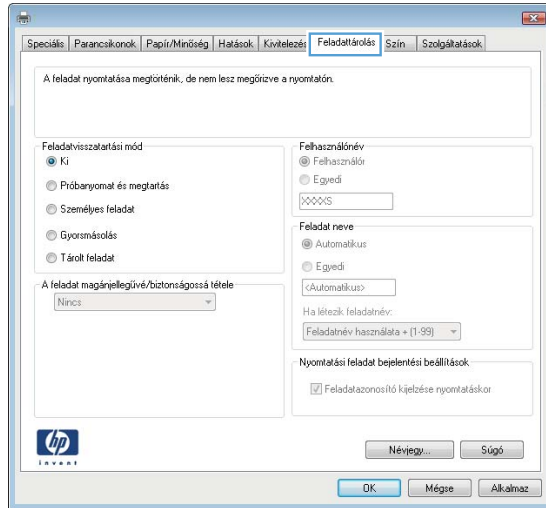 Speciális Parancsikonok Papír/Minőség Hatások Kivitelezés Feladattárolás Szín Szolgáltatások
A feladat nyomtatása megtörténik, de nem lesz megőrizve a nyomtatón.
Feladatvisszatartási mód
Ki
Próbanyomat és megtartás
Személyes feladat
Gyorsmásolás
Tárolt feladat
A feladat magánjellegűvé/biztonságossá tétele
Nincs
Felhasználónév
Felhasználór
Egyedi
XXXXS
Feladat neve
Automatikus
Egyedi
<Automatikus>
Ha létezik feladatnév:
Feladatnév használata + (1-99)
Nyomtatási feladat bejelentési beállítások
Feladatazonosító kijelzése nyomtatáskor
hp
invent
Névjegy... Súgó
OK Mégse Alkalmaz